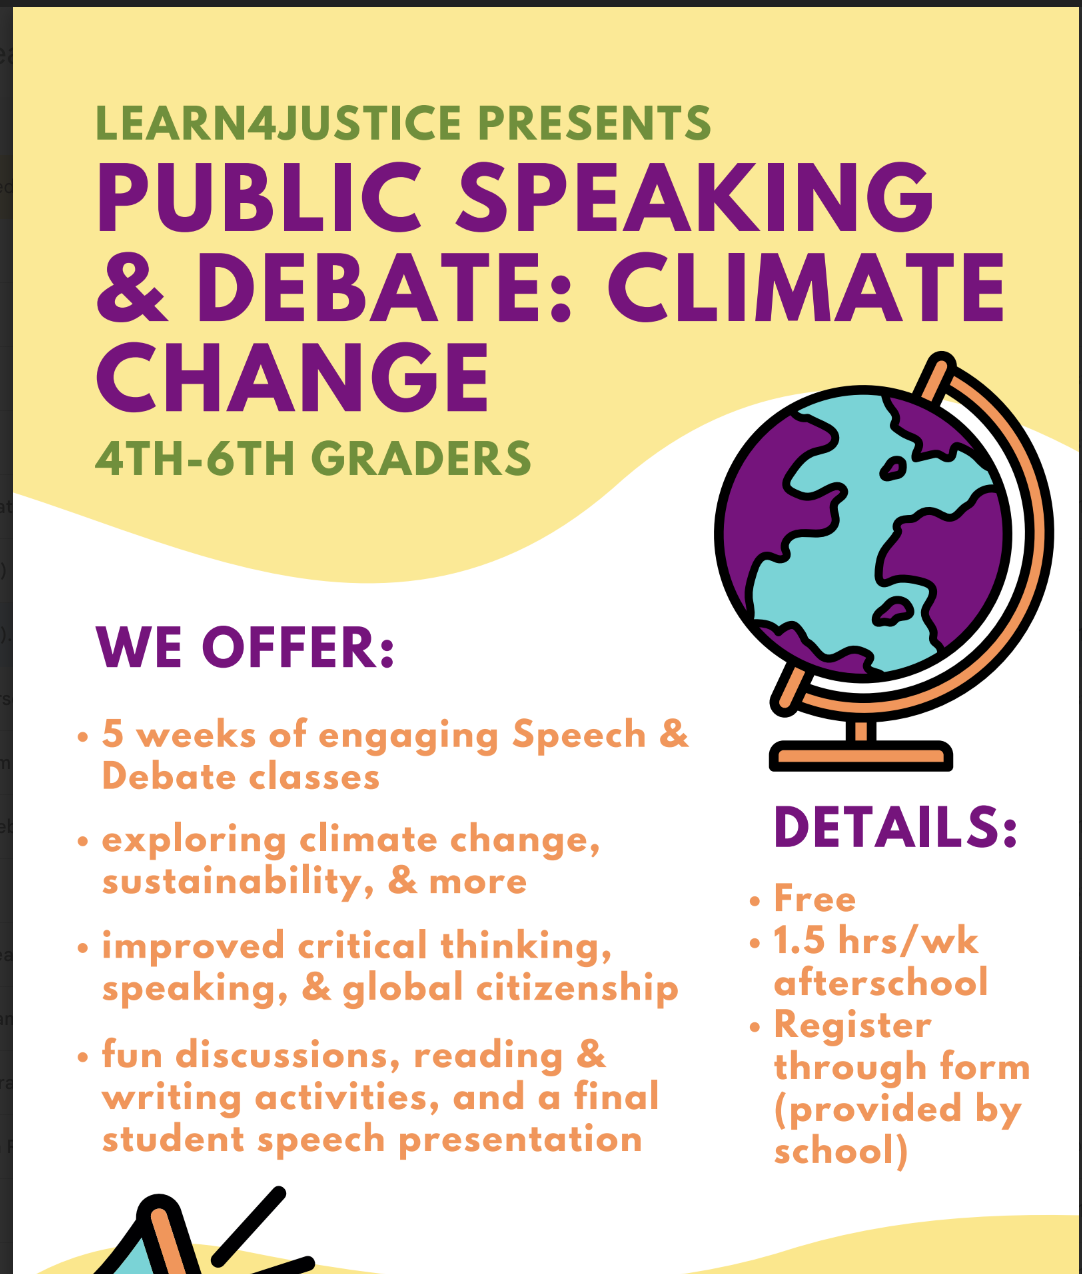 LEARN4JUSTICE PRESENTS
PUBLIC SPEAKING
& DEBATE: CLIMATE
CHANGE
4TH-6TH GRADERS
WE OFFER:
• 5 weeks of engaging Speech &
Debate classes
• exploring climate change,
sustainability, & more
• improved critical thinking,
speaking, & global citizenship
• fun discussions, reading &
writing activities, and a final
student speech presentation
DETAILS:
• Free
• 1.5 hrs/wk
afterschool
• Register
through form
(provided by
school)